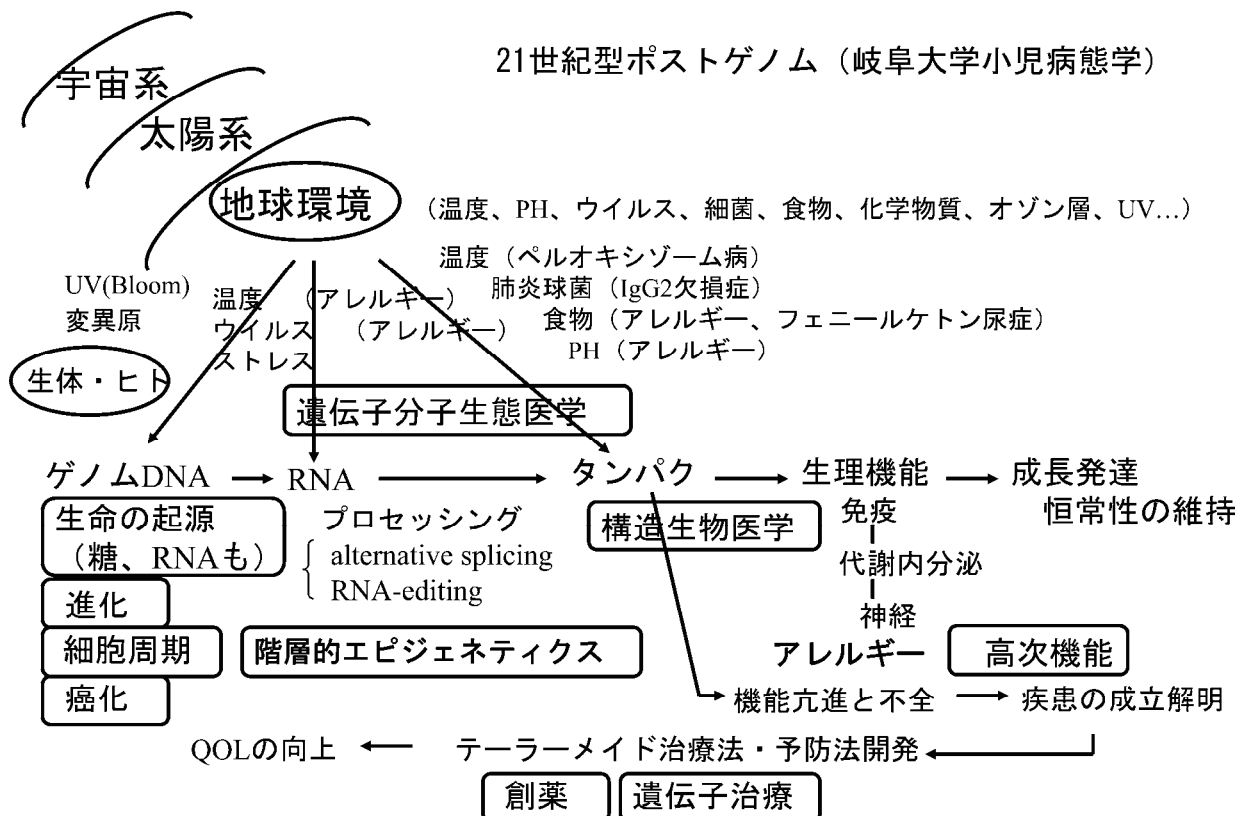 21世紀型ポストゲノム（岐阜大学小児病態学）
宇宙系
太陽系
地球環境
（温度、PH、ウイルス、細菌、食物、化学物質、オゾン層、UV…）
温度（ペルオキシゾーム病）
肺炎球菌（IgG2欠損症）
食物（アレルギー、フェニールケトン尿症）
PH（アレルギー）
UV(Bloom)
変異原
温度　（アレルギー）
ウイルス　（アレルギー）
ストレス
生体・ヒト
遺伝子分子生態医学
ゲノムDNA
RNA
タンパク
生理機能
成長発達
恒常性の維持
生命の起源
（糖、RNAも）
プロセッシング
alternative splicing
RNA-editing
構造生物医学
免疫
代謝内分泌
神経
アレルギー
高次機能
進化
細胞周期
階層的エピジェネティクス
癌化
機能亢進と不全
疾患の成立解明
QOLの向上
テーラーメイド治療法・予防法開発
創薬
遺伝子治療